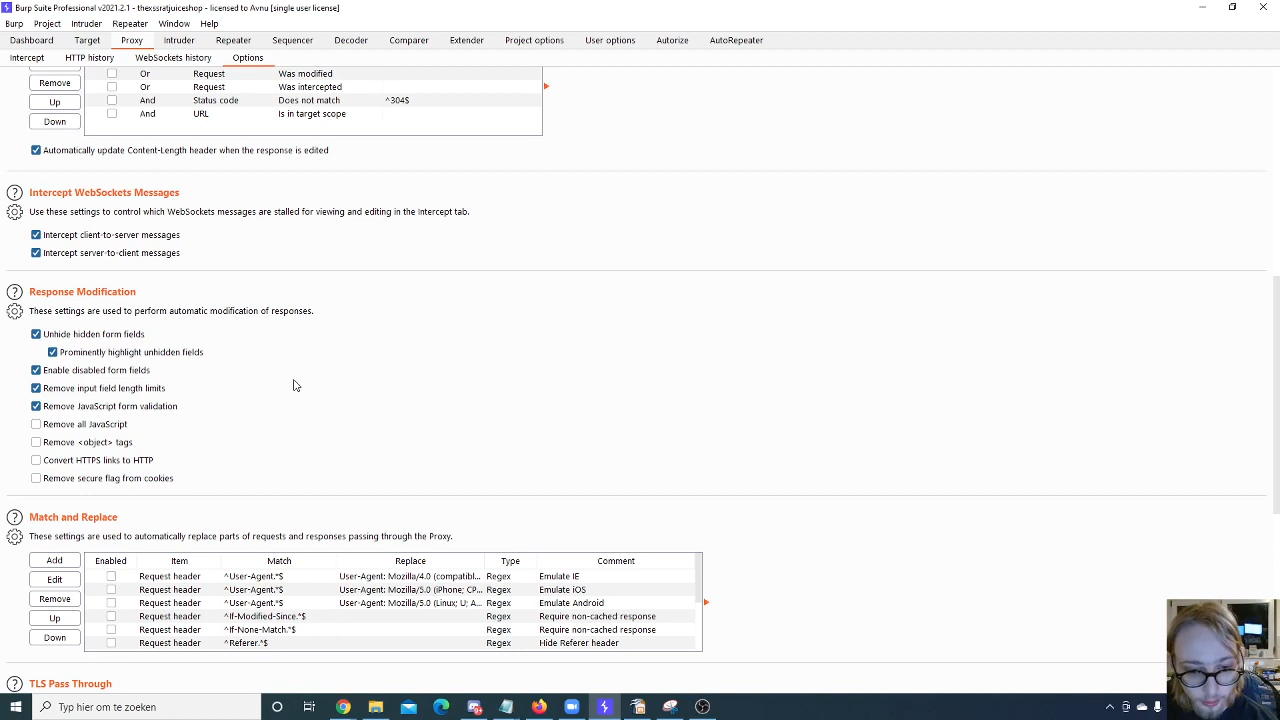 Burp Suite Professional v2021.2.1 - thexssratjuiceshop - licensed to Avnu [single user license]
Burp Project Intruder Repeater Window Help
Dashboard Target Proxy Intruder Repeater Sequencer Decoder Comparer Extender Project options User options Autorize AutoRepeater
Intercept HTTP history WebSockets history Options
Or Request Was modified
Remove Or Request Was intercepted
Up And Status code Does not match ^304$
And URL Is in target scope
Down
Automatically update Content-Length header when the response is edited
? Intercept WebSockets Messages
Use these settings to control which WebSockets messages are stalled for viewing and editing in the Intercept tab.
Intercept client-to-server messages
Intercept server-to-client messages
? Response Modification
These settings are used to perform automatic modification of responses.
Unhide hidden form fields
Prominently highlight unhidden fields
Enable disabled form fields
Remove input field length limits
Remove JavaScript form validation
Remove all JavaScript
Remove <object> tags
Convert HTTPS links to HTTP
Remove secure flag from cookies
? Match and Replace
These settings are used to automatically replace parts of requests and responses passing through the Proxy.
Add Enabled Item Match Replace Type Comment
Edit Request header ^User-Agent.*$ User-Agent: Mozilla/4.0 (compatibl... Regex Emulate IE
Request header ^User-Agent.*$ User-Agent: Mozilla/5.0 (iPhone; CP... Regex Emulate iOS
Remove Request header ^User-Agent.*$ User-Agent: Mozilla/5.0 (Linux; U; A... Regex Emulate Android
Up Request header ^If-Modified-Since.*$ Regex Require non-cached response
Request header ^If-None-Match.*$ Regex Require non-cached response
Down Request header ^Referer.*$ Regex Hide Referer header
TLS Pass Through
Typ hier om te zoeken